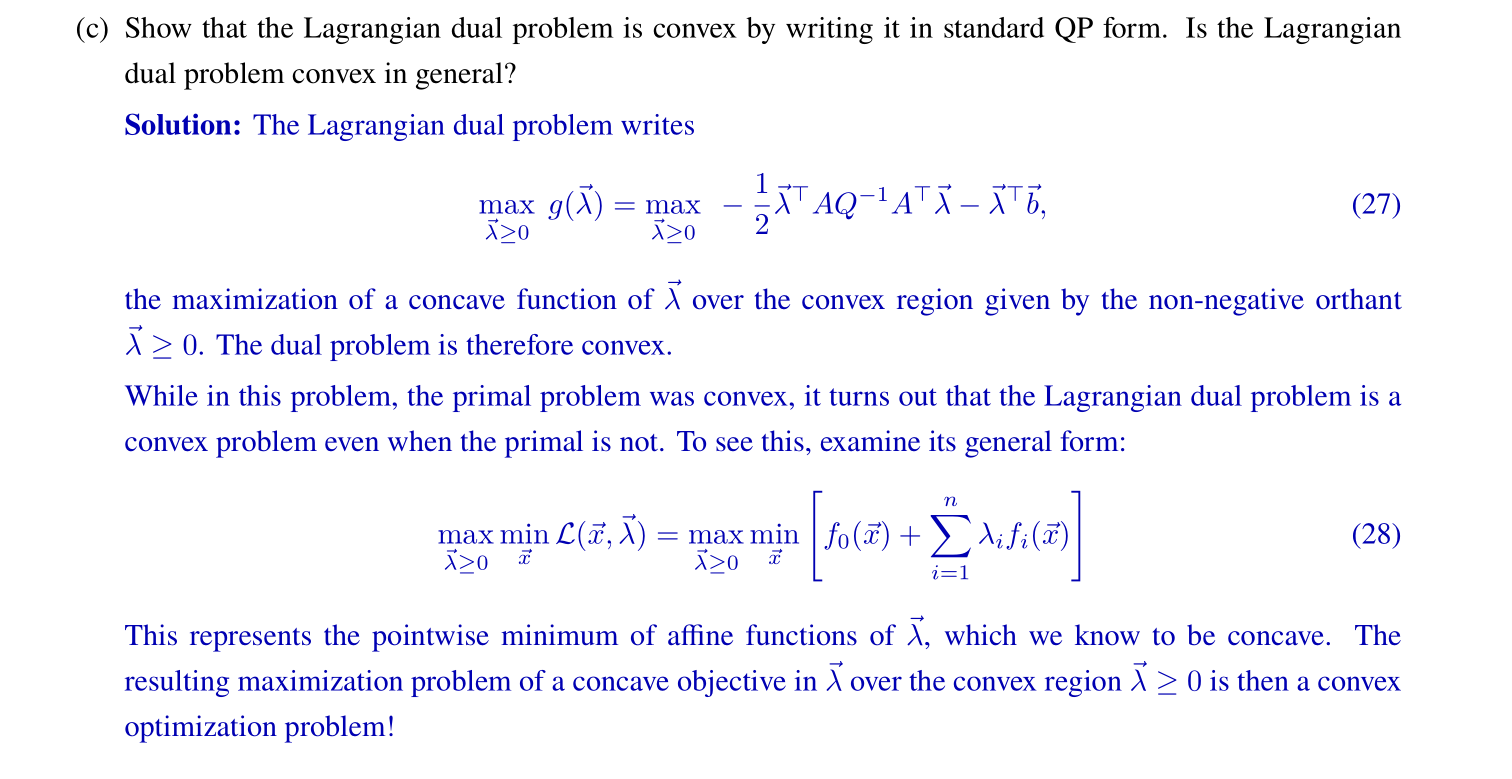 (c) Show that the Lagrangian dual problem is convex by writing it in standard QP form. Is the Lagrangian
dual problem convex in general?
Solution: The Lagrangian dual problem writes
$$\max_{\vec{\lambda} \geq 0} g(\vec{\lambda}) = \max_{\vec{\lambda} \geq 0} -\frac{1}{2} \vec{\lambda}^\top A Q^{-1} A^\top \vec{\lambda} - \vec{\lambda}^\top \vec{b},$$ (27)
the maximization of a concave function of $\vec{\lambda}$ over the convex region given by the non-negative orthant
$\vec{\lambda} \geq 0$. The dual problem is therefore convex.
While in this problem, the primal problem was convex, it turns out that the Lagrangian dual problem is a
convex problem even when the primal is not. To see this, examine its general form:
$$\max_{\vec{\lambda} \geq 0} \min_{\vec{x}} \mathcal{L}(\vec{x}, \vec{\lambda}) = \max_{\vec{\lambda} \geq 0} \min_{\vec{x}} \left[ f_0(\vec{x}) + \sum_{i=1}^{n} \lambda_i f_i(\vec{x}) \right]$$ (28)
This represents the pointwise minimum of affine functions of $\vec{\lambda}$, which we know to be concave. The
resulting maximization problem of a concave objective in $\vec{\lambda}$ over the convex region $\vec{\lambda} \geq 0$ is then a convex
optimization problem!